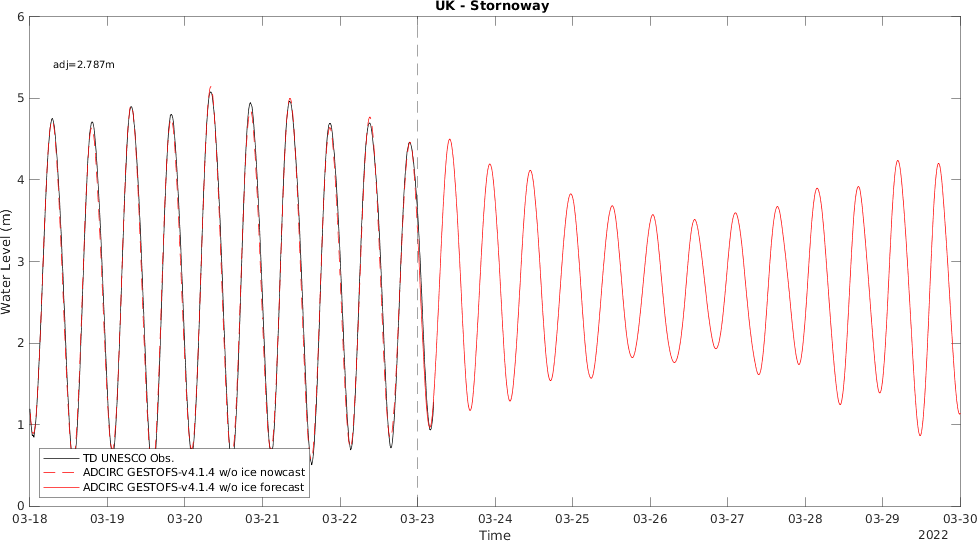 UK - Stornoway
6
adj=2.787m
5
4
3
2
1
0
Water Level (m)
TD UNESCO Obs.
ADCIRC GESTOFS-v4.1.4 w/o ice nowcast
ADCIRC GESTOFS-v4.1.4 w/o ice forecast
03-18 03-19 03-20 03-21 03-22 03-23 03-24 03-25 03-26 03-27 03-28 03-29 03-30
Time
2022